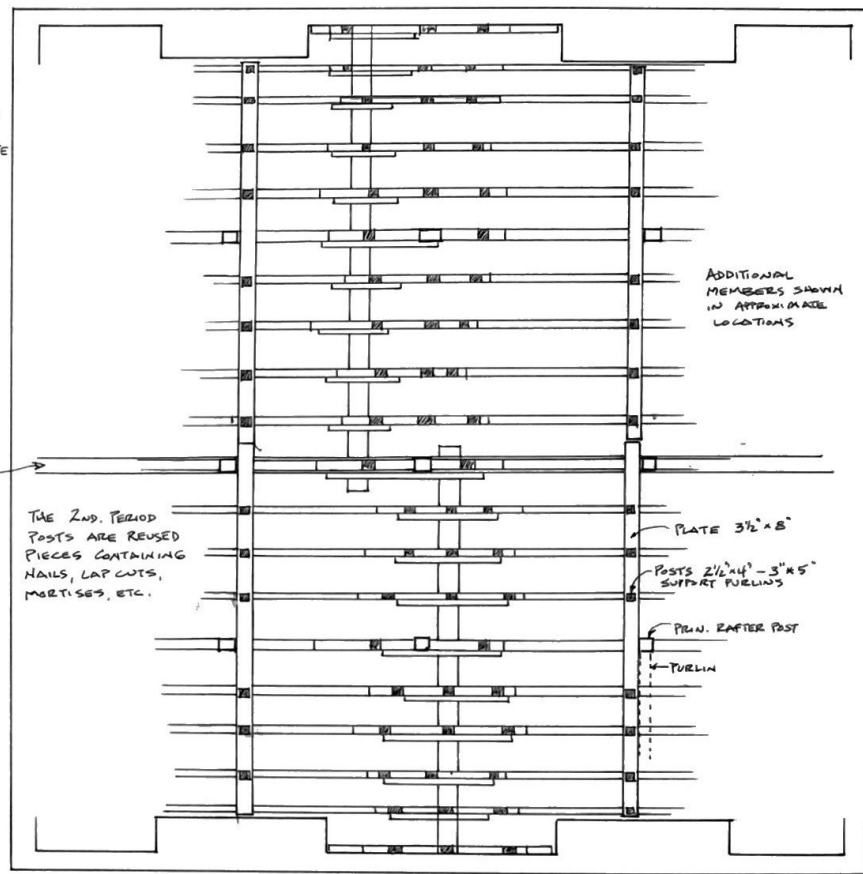 ADDITIONAL
MEMBERS SHOWN
IN APPROXIMATE
LOCATIONS
THE 2ND. PERIOD
POSTS ARE REUSED
PIECES CONTAINING
NAILS, LAP CUTS,
MORTISES, ETC.
PLATE 3½" x 8"
POSTS 2½"x4" - 3"x5"
SUPPORT PURLINS
PRIN. RAFTER POST
PURLIN